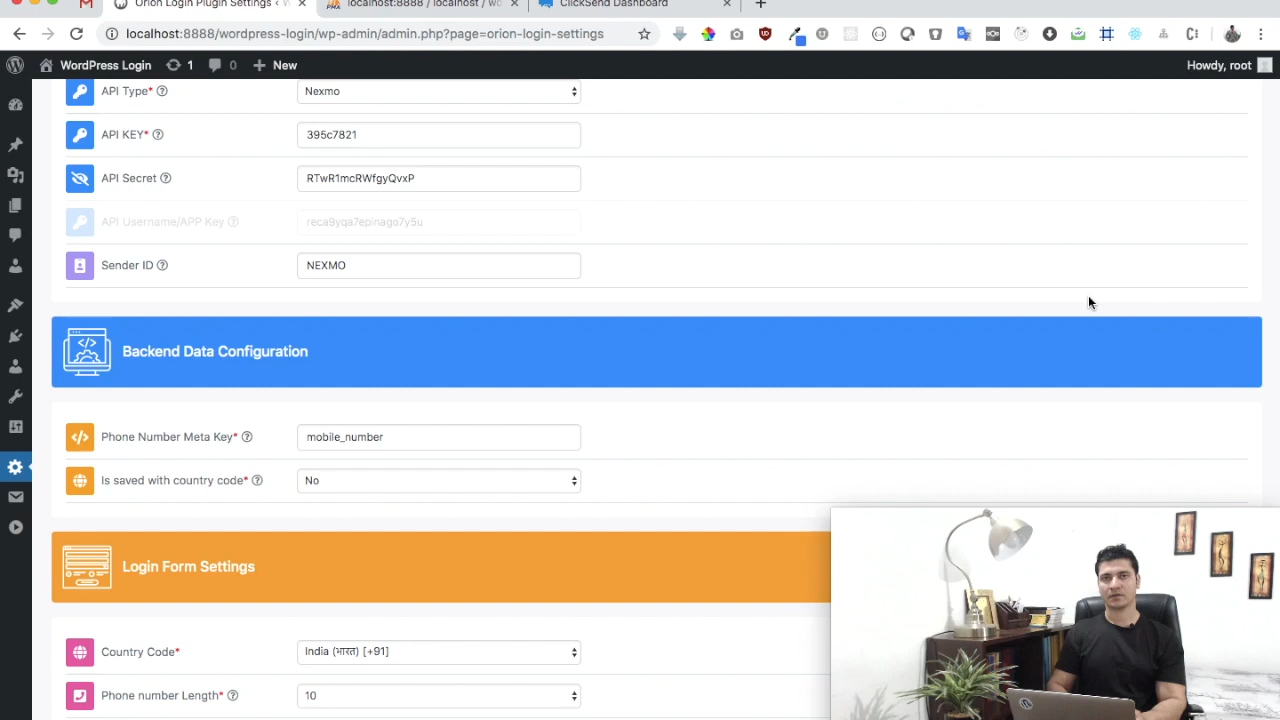 Orion Login Plugin Settings ‹ W
localhost:8888 / localhost / wo
ClickSend Dashboard
localhost:8888/wordpress-login/wp-admin/admin.php?page=orion-login-settings
WordPress Login 1 0 New
Howdy, root
API Type* Nexmo
API KEY* 395c7821
API Secret RTwR1mcRWfgyQvxP
API Username/APP Key reca9yqa7epinago7y5u
Sender ID NEXMO
Backend Data Configuration
Phone Number Meta Key* mobile_number
Is saved with country code* No
Login Form Settings
Country Code* India (भारत) [+91]
Phone number Length* 10